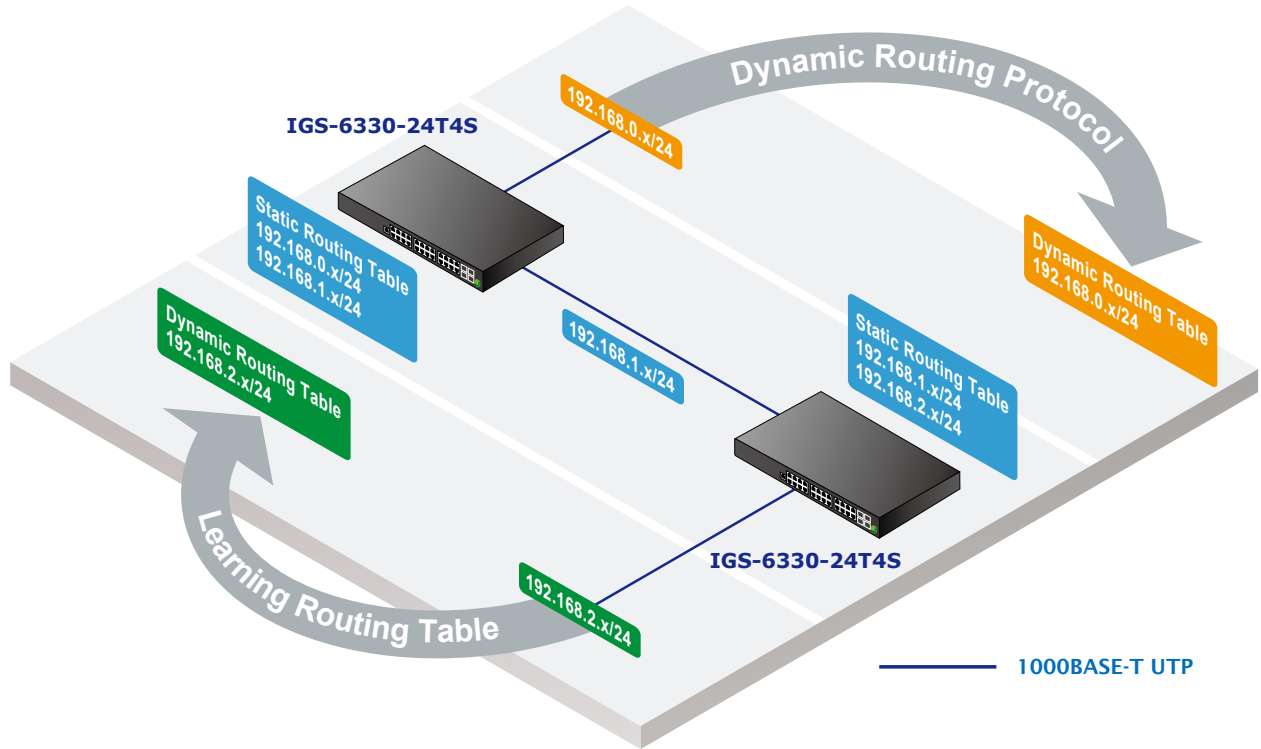 Dynamic Routing Protocol
192.168.0.x/24
IGS-6330-24T4S
Static Routing Table
192.168.0.x/24
192.168.1.x/24
Dynamic Routing Table
192.168.0.x/24
Dynamic Routing Table
192.168.2.x/24
192.168.1.x/24
Static Routing Table
192.168.1.x/24
192.168.2.x/24
IGS-6330-24T4S
Learning Routing Table
192.168.2.x/24
1000BASE-T UTP